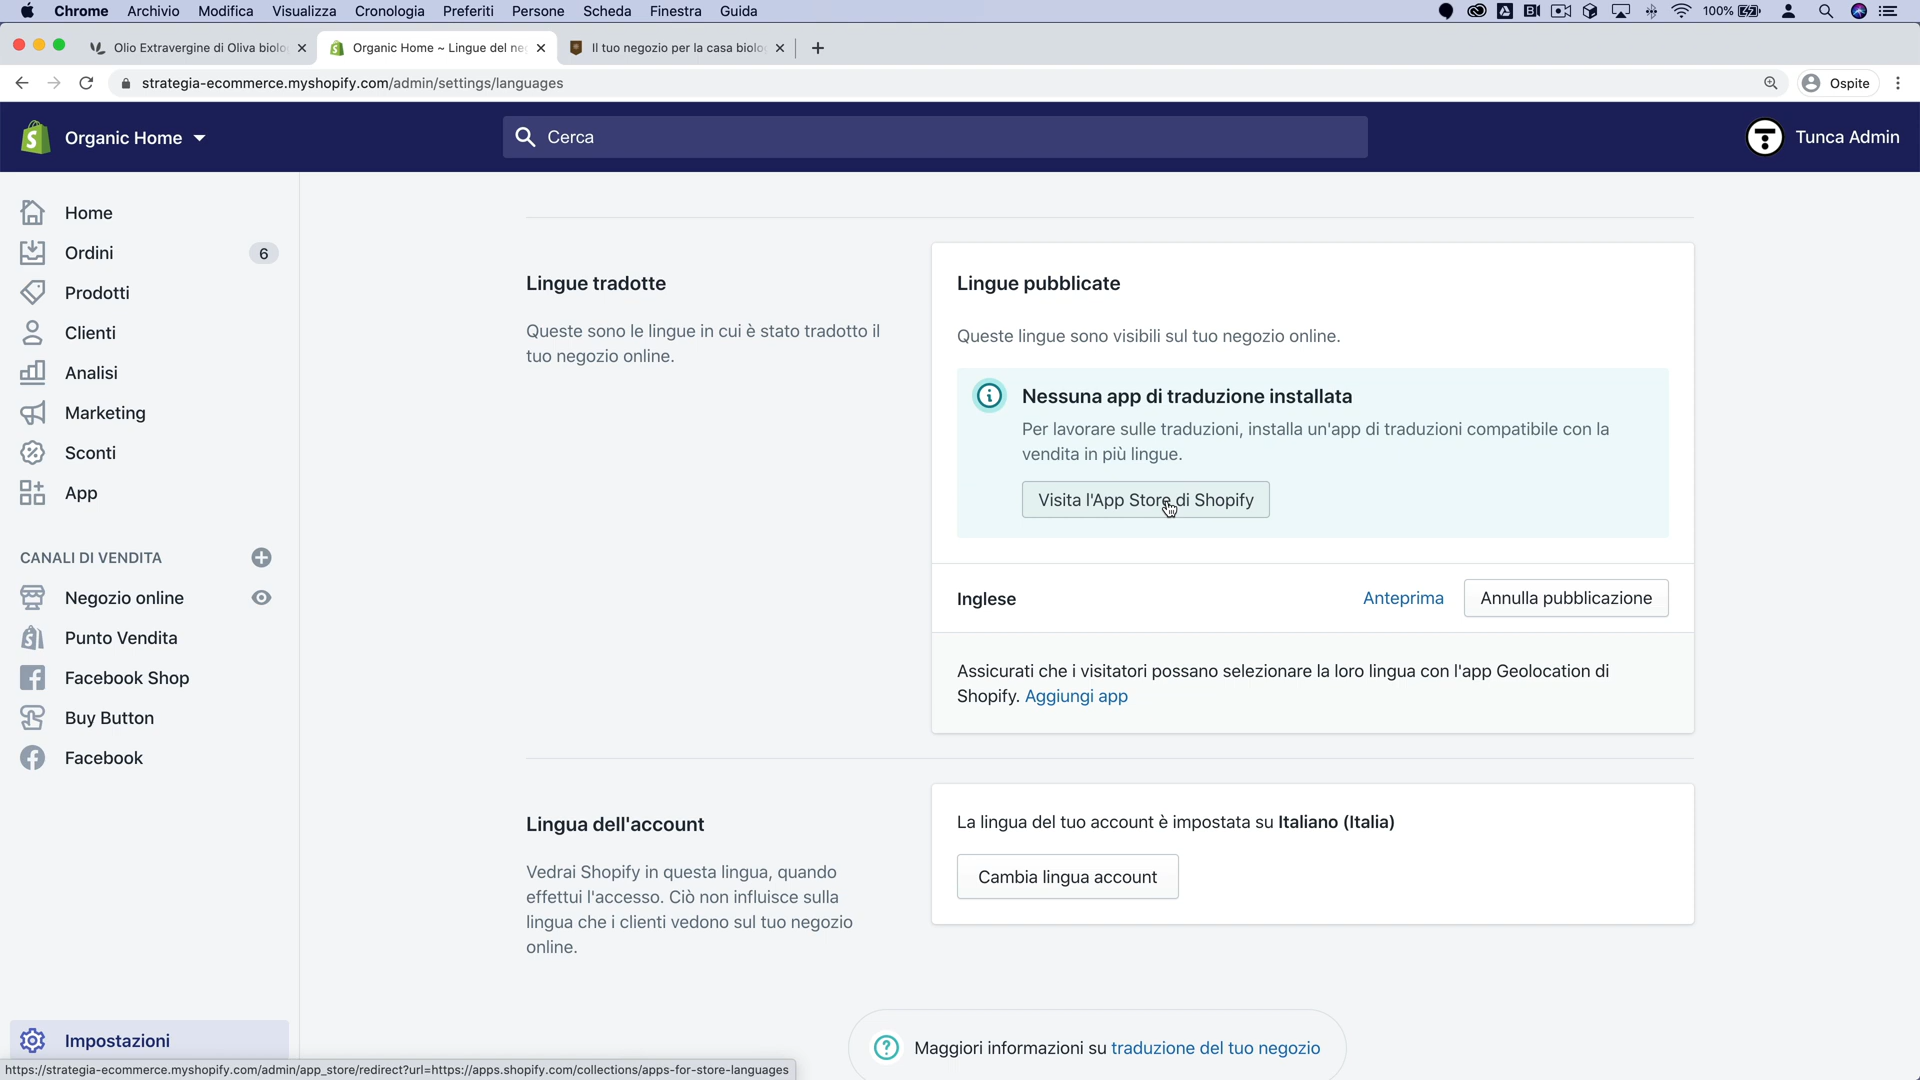 Chrome Archivio Modifica Visualizza Cronologia Preferiti Persone Scheda Finestra Guida 100%
Olio Extravergine di Oliva biolo
Organic Home ~ Lingue del ne
Il tuo negozio per la casa biolo
strategia-ecommerce.myshopify.com/admin/settings/languages
Ospite
Organic Home
Cerca
Tunca Admin
Home
Ordini 6
Prodotti
Clienti
Analisi
Marketing
Sconti
App
CANALI DI VENDITA
Negozio online
Punto Vendita
Facebook Shop
Buy Button
Facebook
Impostazioni
Lingue tradotte
Queste sono le lingue in cui è stato tradotto il
tuo negozio online.
Lingue pubblicate
Queste lingue sono visibili sul tuo negozio online.
Nessuna app di traduzione installata
Per lavorare sulle traduzioni, installa un'app di traduzioni compatibile con la
vendita in più lingue.
Visita l'App Store di Shopify
Inglese
Anteprima
Annulla pubblicazione
Assicurati che i visitatori possano selezionare la loro lingua con l'app Geolocation di
Shopify. Aggiungi app
Lingua dell'account
Vedrai Shopify in questa lingua, quando
effettui l'accesso. Ciò non influisce sulla
lingua che i clienti vedono sul tuo negozio
online.
La lingua del tuo account è impostata su Italiano (Italia)
Cambia lingua account
Maggiori informazioni su traduzione del tuo negozio
https://strategia-ecommerce.myshopify.com/admin/app_store/redirect?url=https://apps.shopify.com/collections/apps-for-store-languages